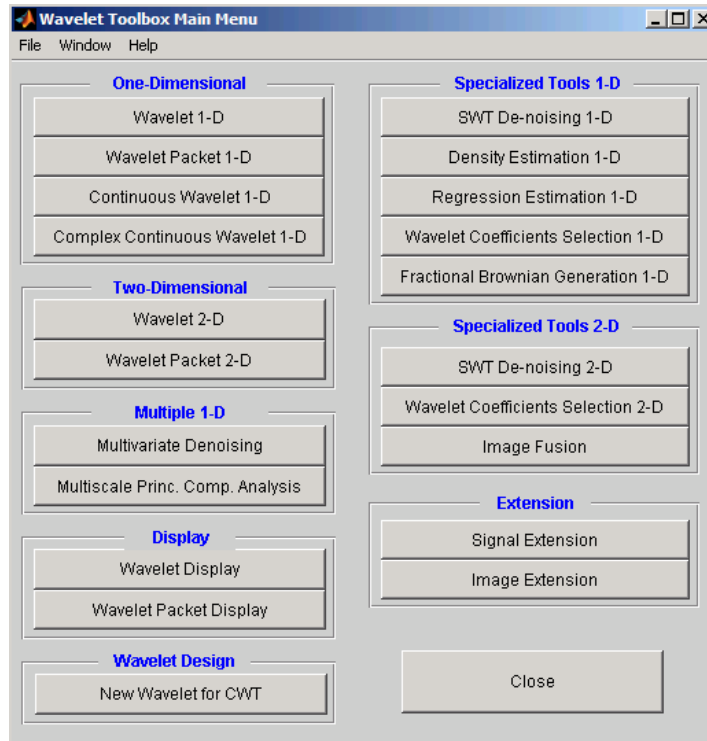 Wavelet Toolbox Main Menu
File Window Help
One-Dimensional
Wavelet 1-D
Wavelet Packet 1-D
Continuous Wavelet 1-D
Complex Continuous Wavelet 1-D
Two-Dimensional
Wavelet 2-D
Wavelet Packet 2-D
Multiple 1-D
Multivariate Denoising
Multiscale Princ. Comp. Analysis
Display
Wavelet Display
Wavelet Packet Display
Wavelet Design
New Wavelet for CWT
Specialized Tools 1-D
SWT De-noising 1-D
Density Estimation 1-D
Regression Estimation 1-D
Wavelet Coefficients Selection 1-D
Fractional Brownian Generation 1-D
Specialized Tools 2-D
SWT De-noising 2-D
Wavelet Coefficients Selection 2-D
Image Fusion
Extension
Signal Extension
Image Extension
Close